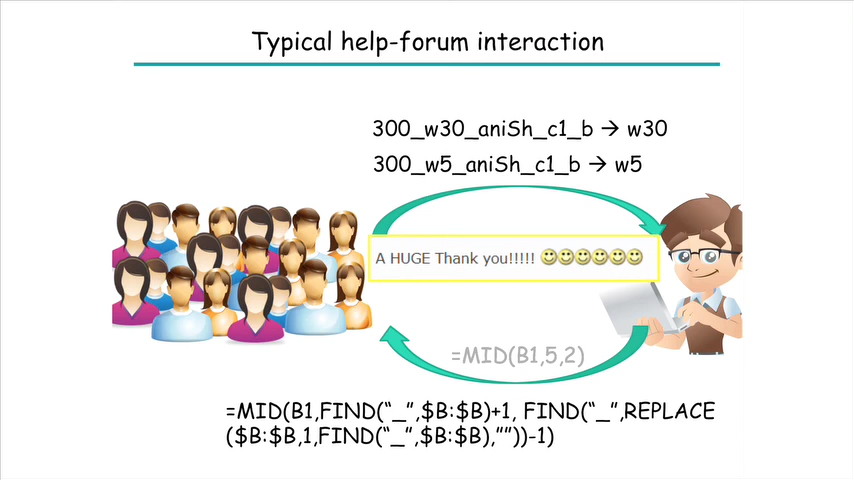 Typical help-forum interaction
300_w30_aniSh_c1_b → w30
300_w5_aniSh_c1_b → w5
A HUGE Thank you!!!!!
=MID(B1,5,2)
=MID(B1,FIND(“_”,$B:$B)+1, FIND(“_”,REPLACE
($B:$B,1,FIND(“_”,$B:$B),””))-1)